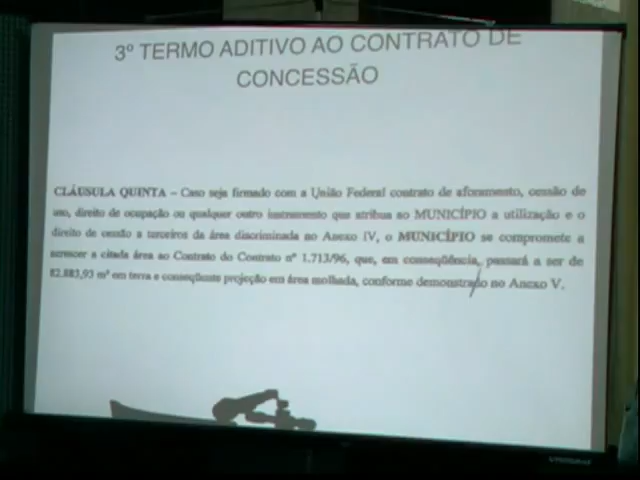 3º TERMO ADITIVO AO CONTRATO DE
CONCESSÃO
CLÁUSULA QUINTA – Caso seja firmado com a União Federal contrato de aforamento, cessão de
uso, direito de ocupação ou qualquer outro instrumento que atribua ao MUNICÍPIO a utilização e o
direito de cessão a terceiros da área discriminada no Anexo IV, o MUNICÍPIO se compromete a
acrescer a citada área ao Contrato do Contrato nº 1.713/96, que, em conseqüência, passará a ser de
82.883,93 m² em terra e conseqüente projeção em área molhada, conforme demonstrado no Anexo V.